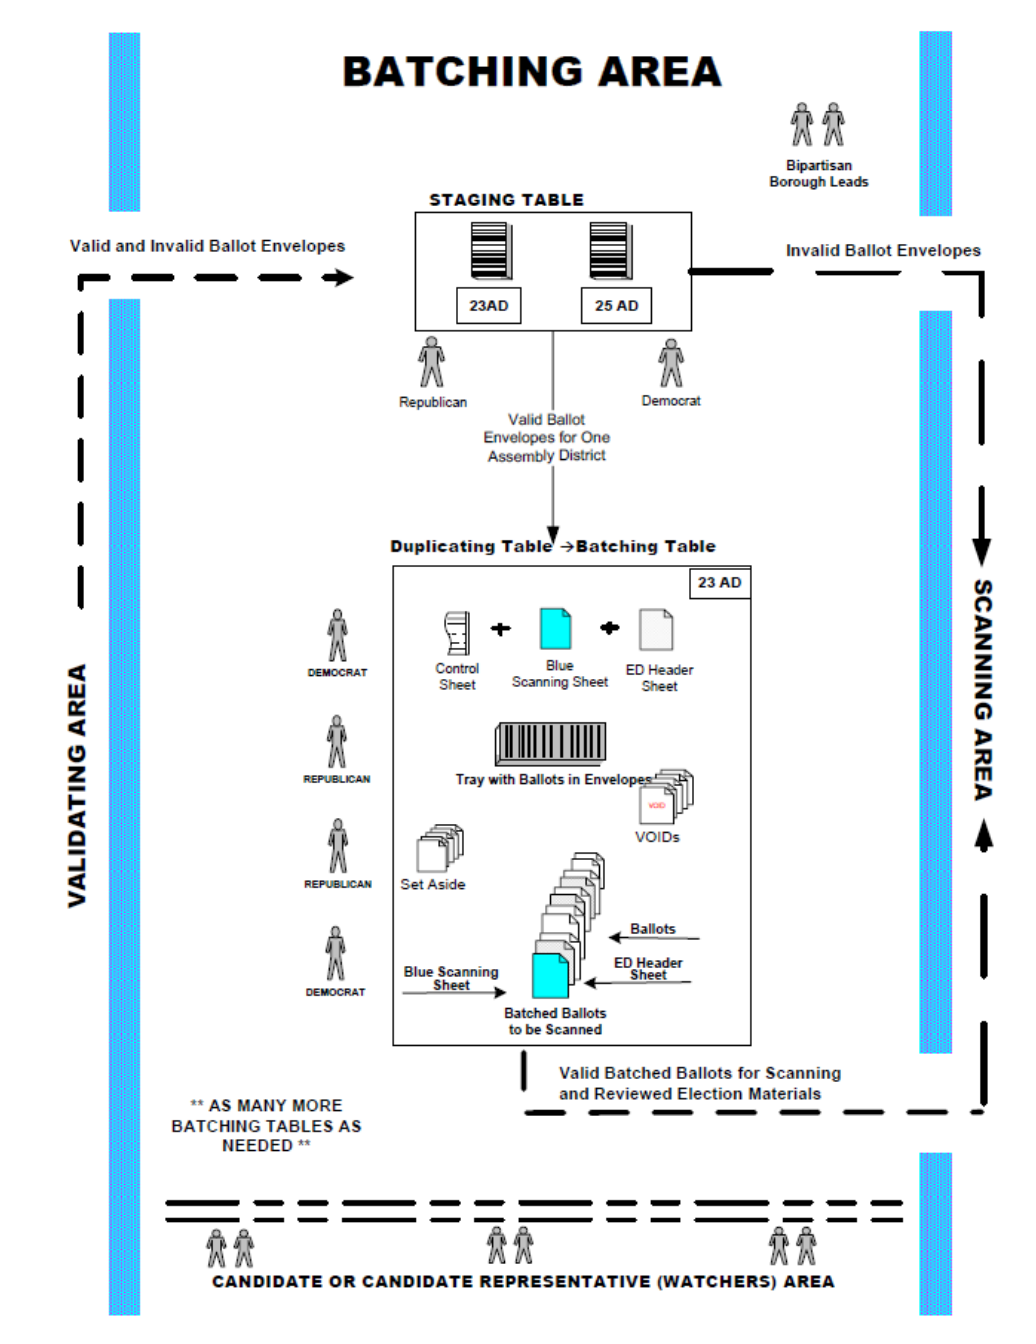 BATCHING AREA
Bipartisan
Borough Leads
STAGING TABLE
Valid and Invalid Ballot Envelopes
Invalid Ballot Envelopes
23AD
25 AD
Republican
Democrat
Valid Ballot
Envelopes for One
Assembly District
Duplicating Table →Batching Table
23 AD
DEMOCRAT
Control
Sheet
Blue
Scanning Sheet
ED Header
Sheet
REPUBLICAN
Tray with Ballots in Envelopes
VOID
VOIDs
REPUBLICAN
Set Aside
Ballots
ED Header
Sheet
Blue Scanning
Sheet
DEMOCRAT
Batched Ballots
to be Scanned
VALIDATING AREA
SCANNING AREA
Valid Batched Ballots for Scanning
and Reviewed Election Materials
** AS MANY MORE
BATCHING TABLES AS
NEEDED **
CANDIDATE OR CANDIDATE REPRESENTATIVE (WATCHERS) AREA